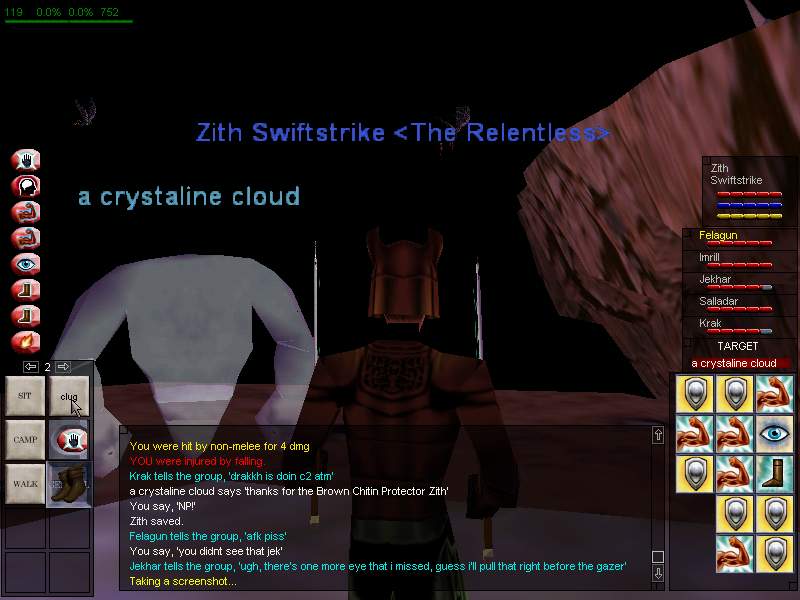 119 0.0% 0.0% 752
Zith Swiftstrike <The Relentless>
a crystaline cloud
Zith
Swiftstrike
Felagun
Imrill
Jekhar
Salladar
Krak
TARGET
a crystaline cloud
2
SIT
clug
CAMP
WALK
You were hit by non-melee for 4 dmg
YOU were injured by falling.
Krak tells the group, 'drakkh is doin c2 atm'
a crystaline cloud says 'thanks for the Brown Chitin Protector Zith'
You say, 'NP!'
Zith saved.
Felagun tells the group, 'afk piss'
You say, 'you didnt see that jek'
Jekhar tells the group, 'ugh, there's one more eye that i missed, guess i'll pull that right before the gazer'
Taking a screenshot...